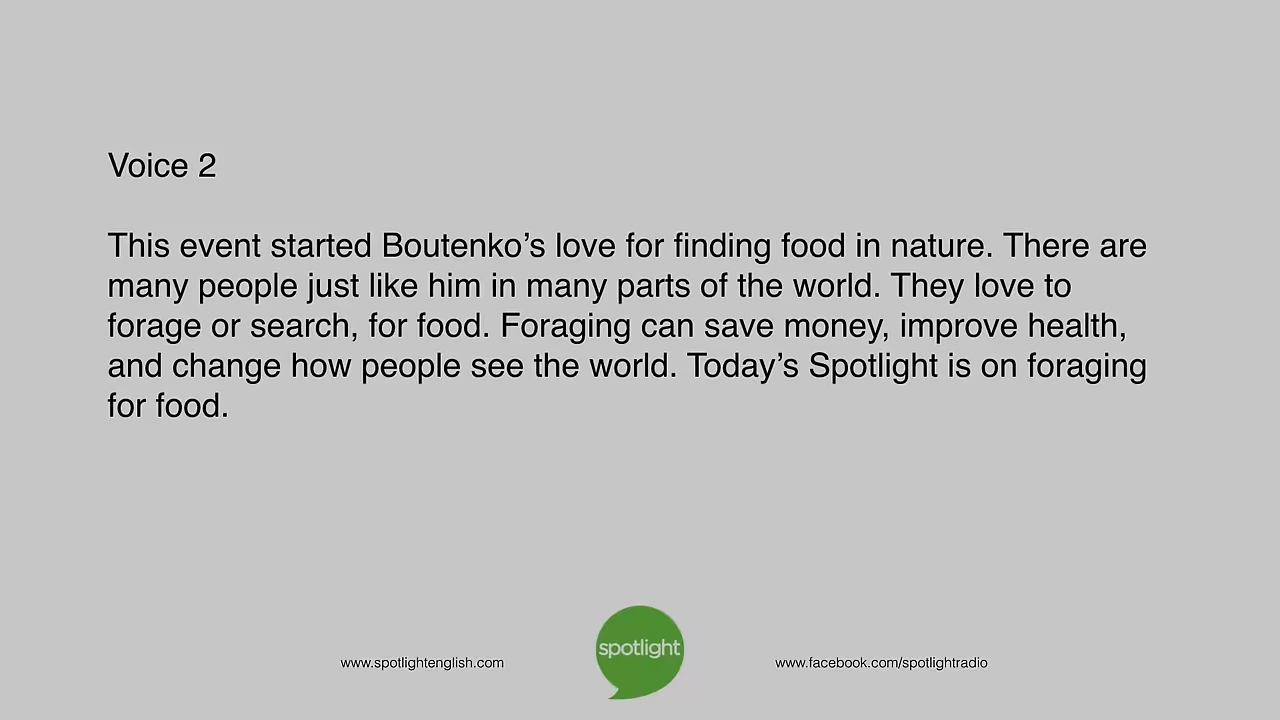 Voice 2
This event started Boutenko’s love for finding food in nature. There are
many people just like him in many parts of the world. They love to
forage or search, for food. Foraging can save money, improve health,
and change how people see the world. Today’s Spotlight is on foraging
for food.
spotlight
www.spotlightenglish.com
www.facebook.com/spotlightradio